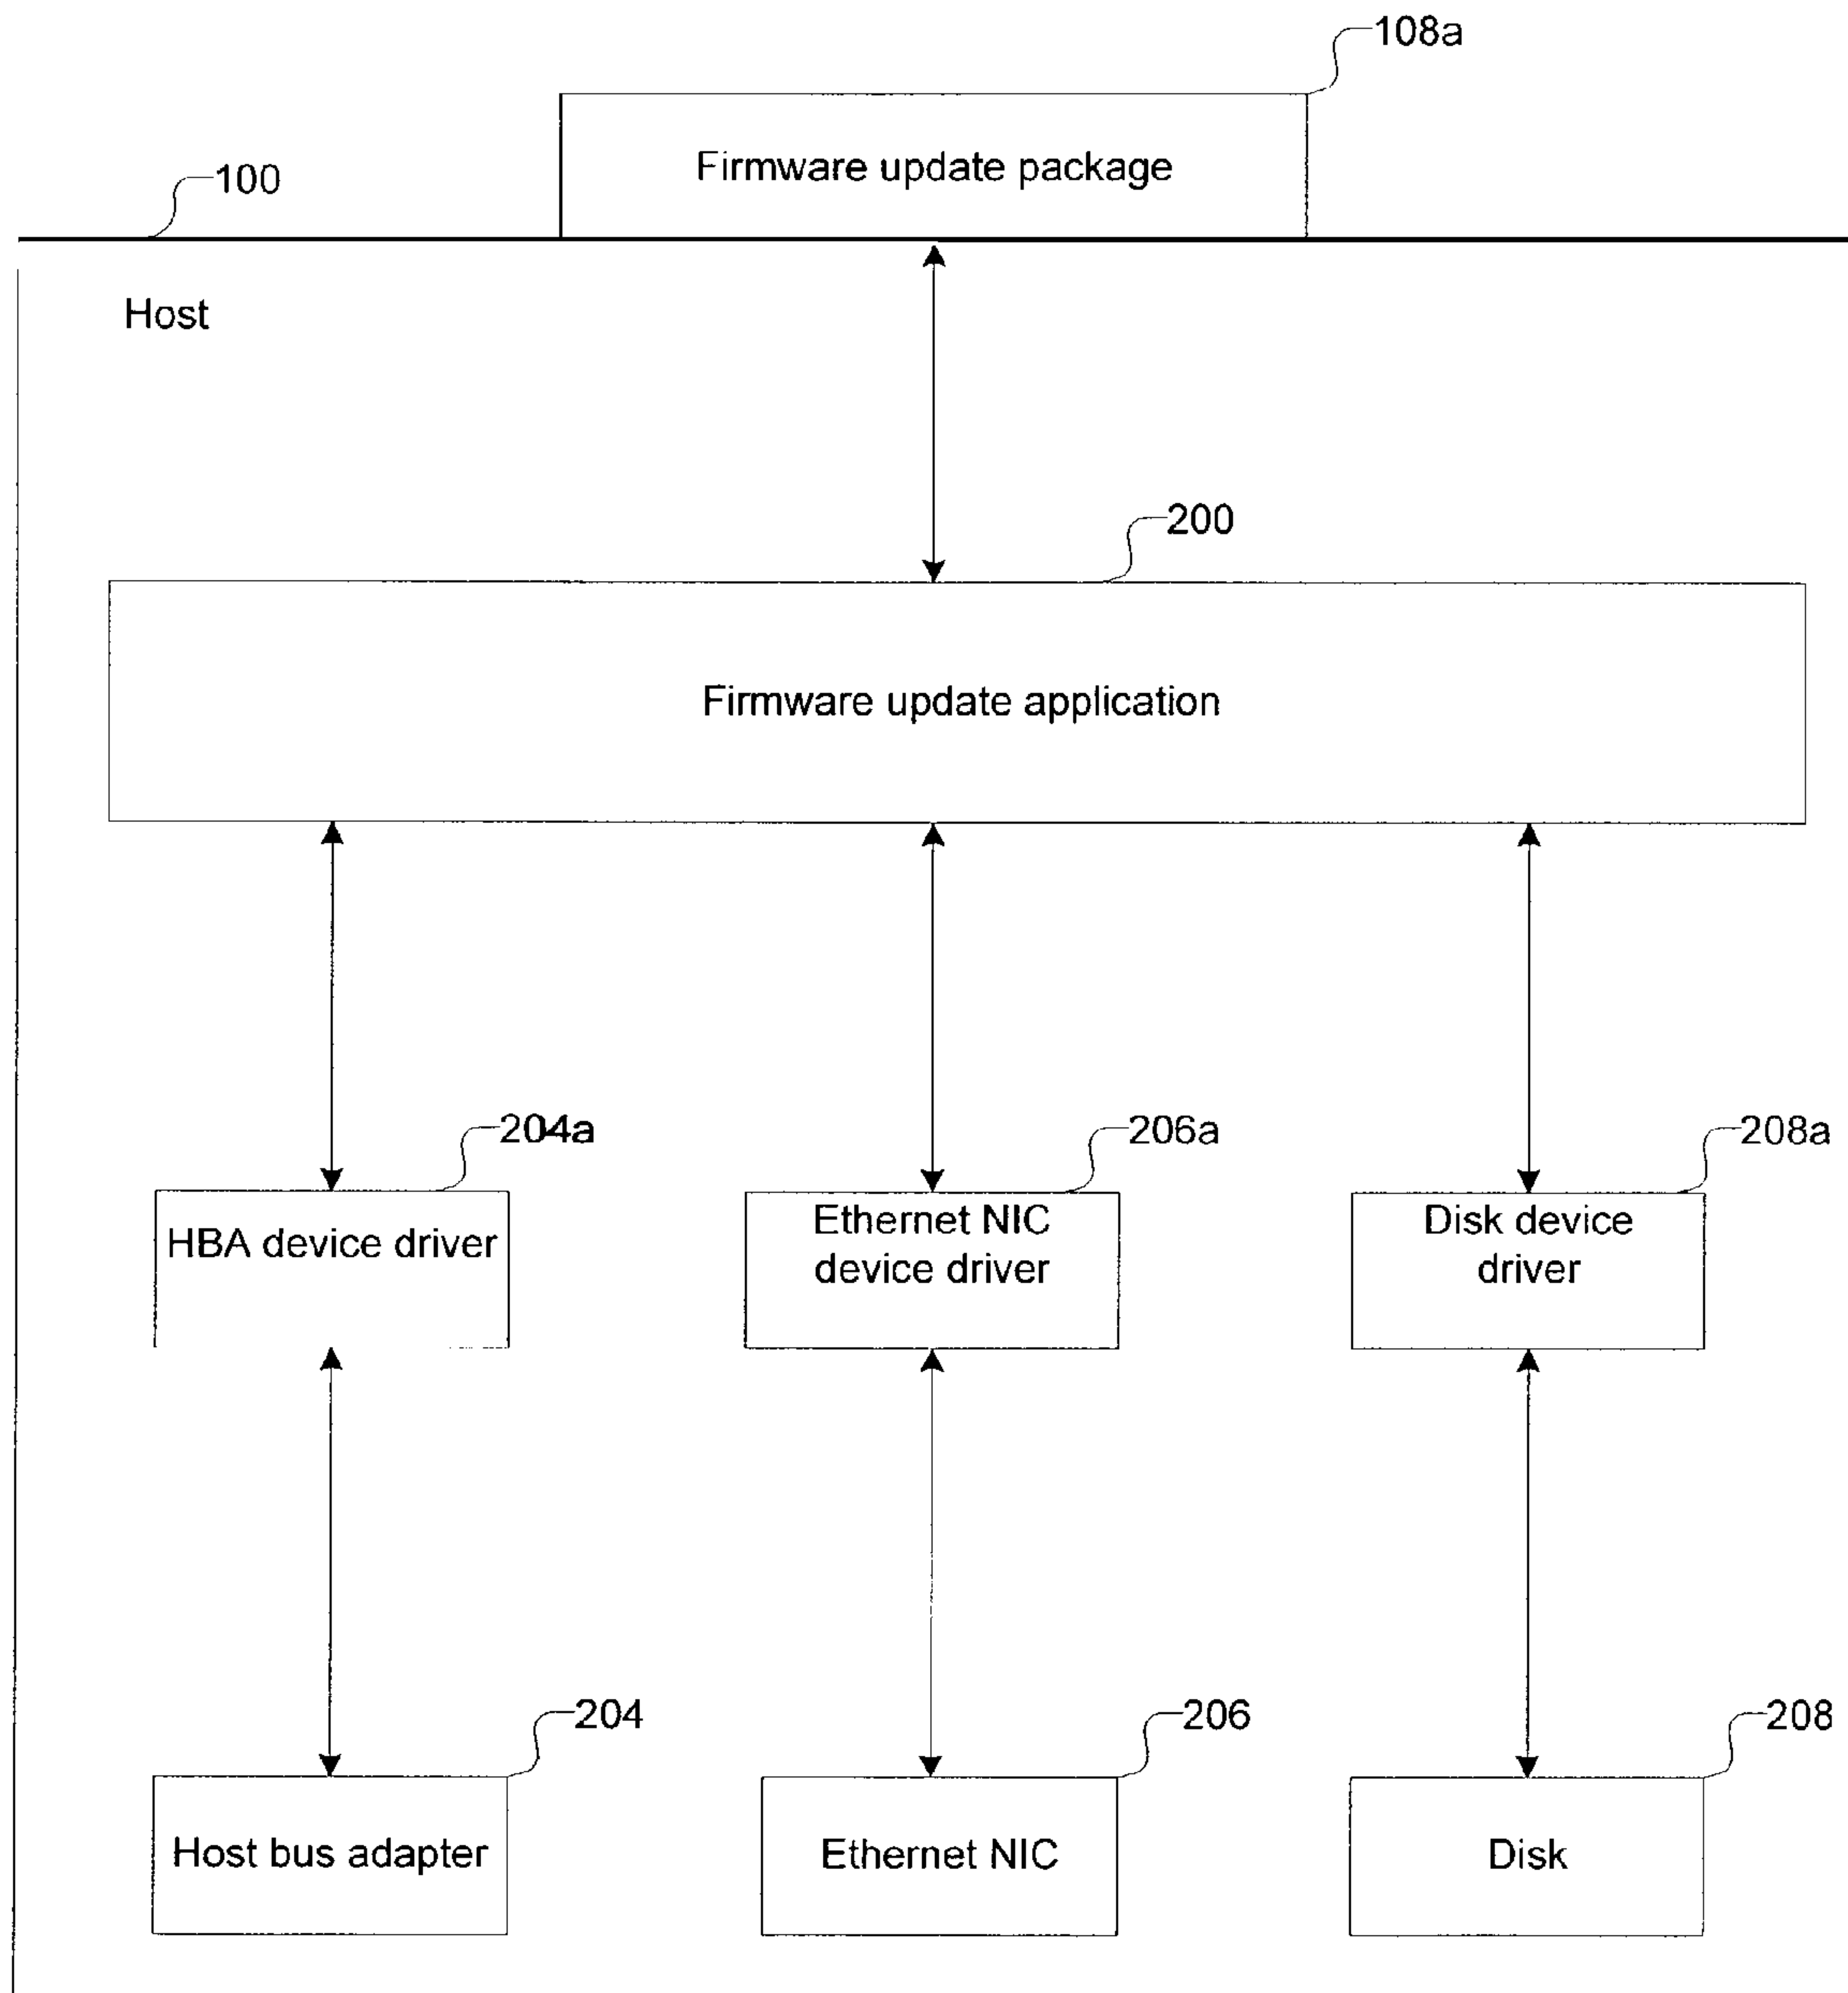 108a
Firmware update package
100
Host
200
Firmware update application
204a
206a
208a
HBA device driver
Ethernet NIC
device driver
Disk device
driver
204
206
208
Host bus adapter
Ethernet NIC
Disk